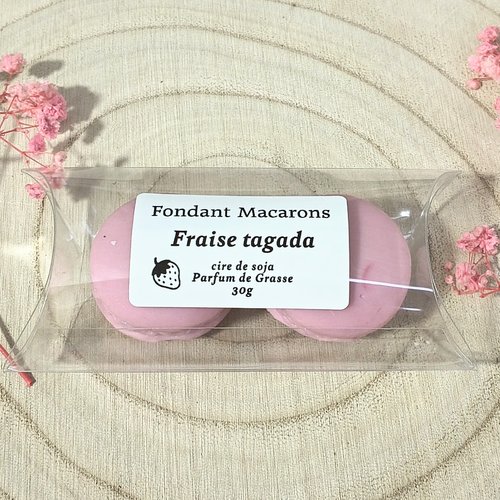 Fondant Macarons
Fraise tagada
cire de soja
Parfum de Grasse
30g